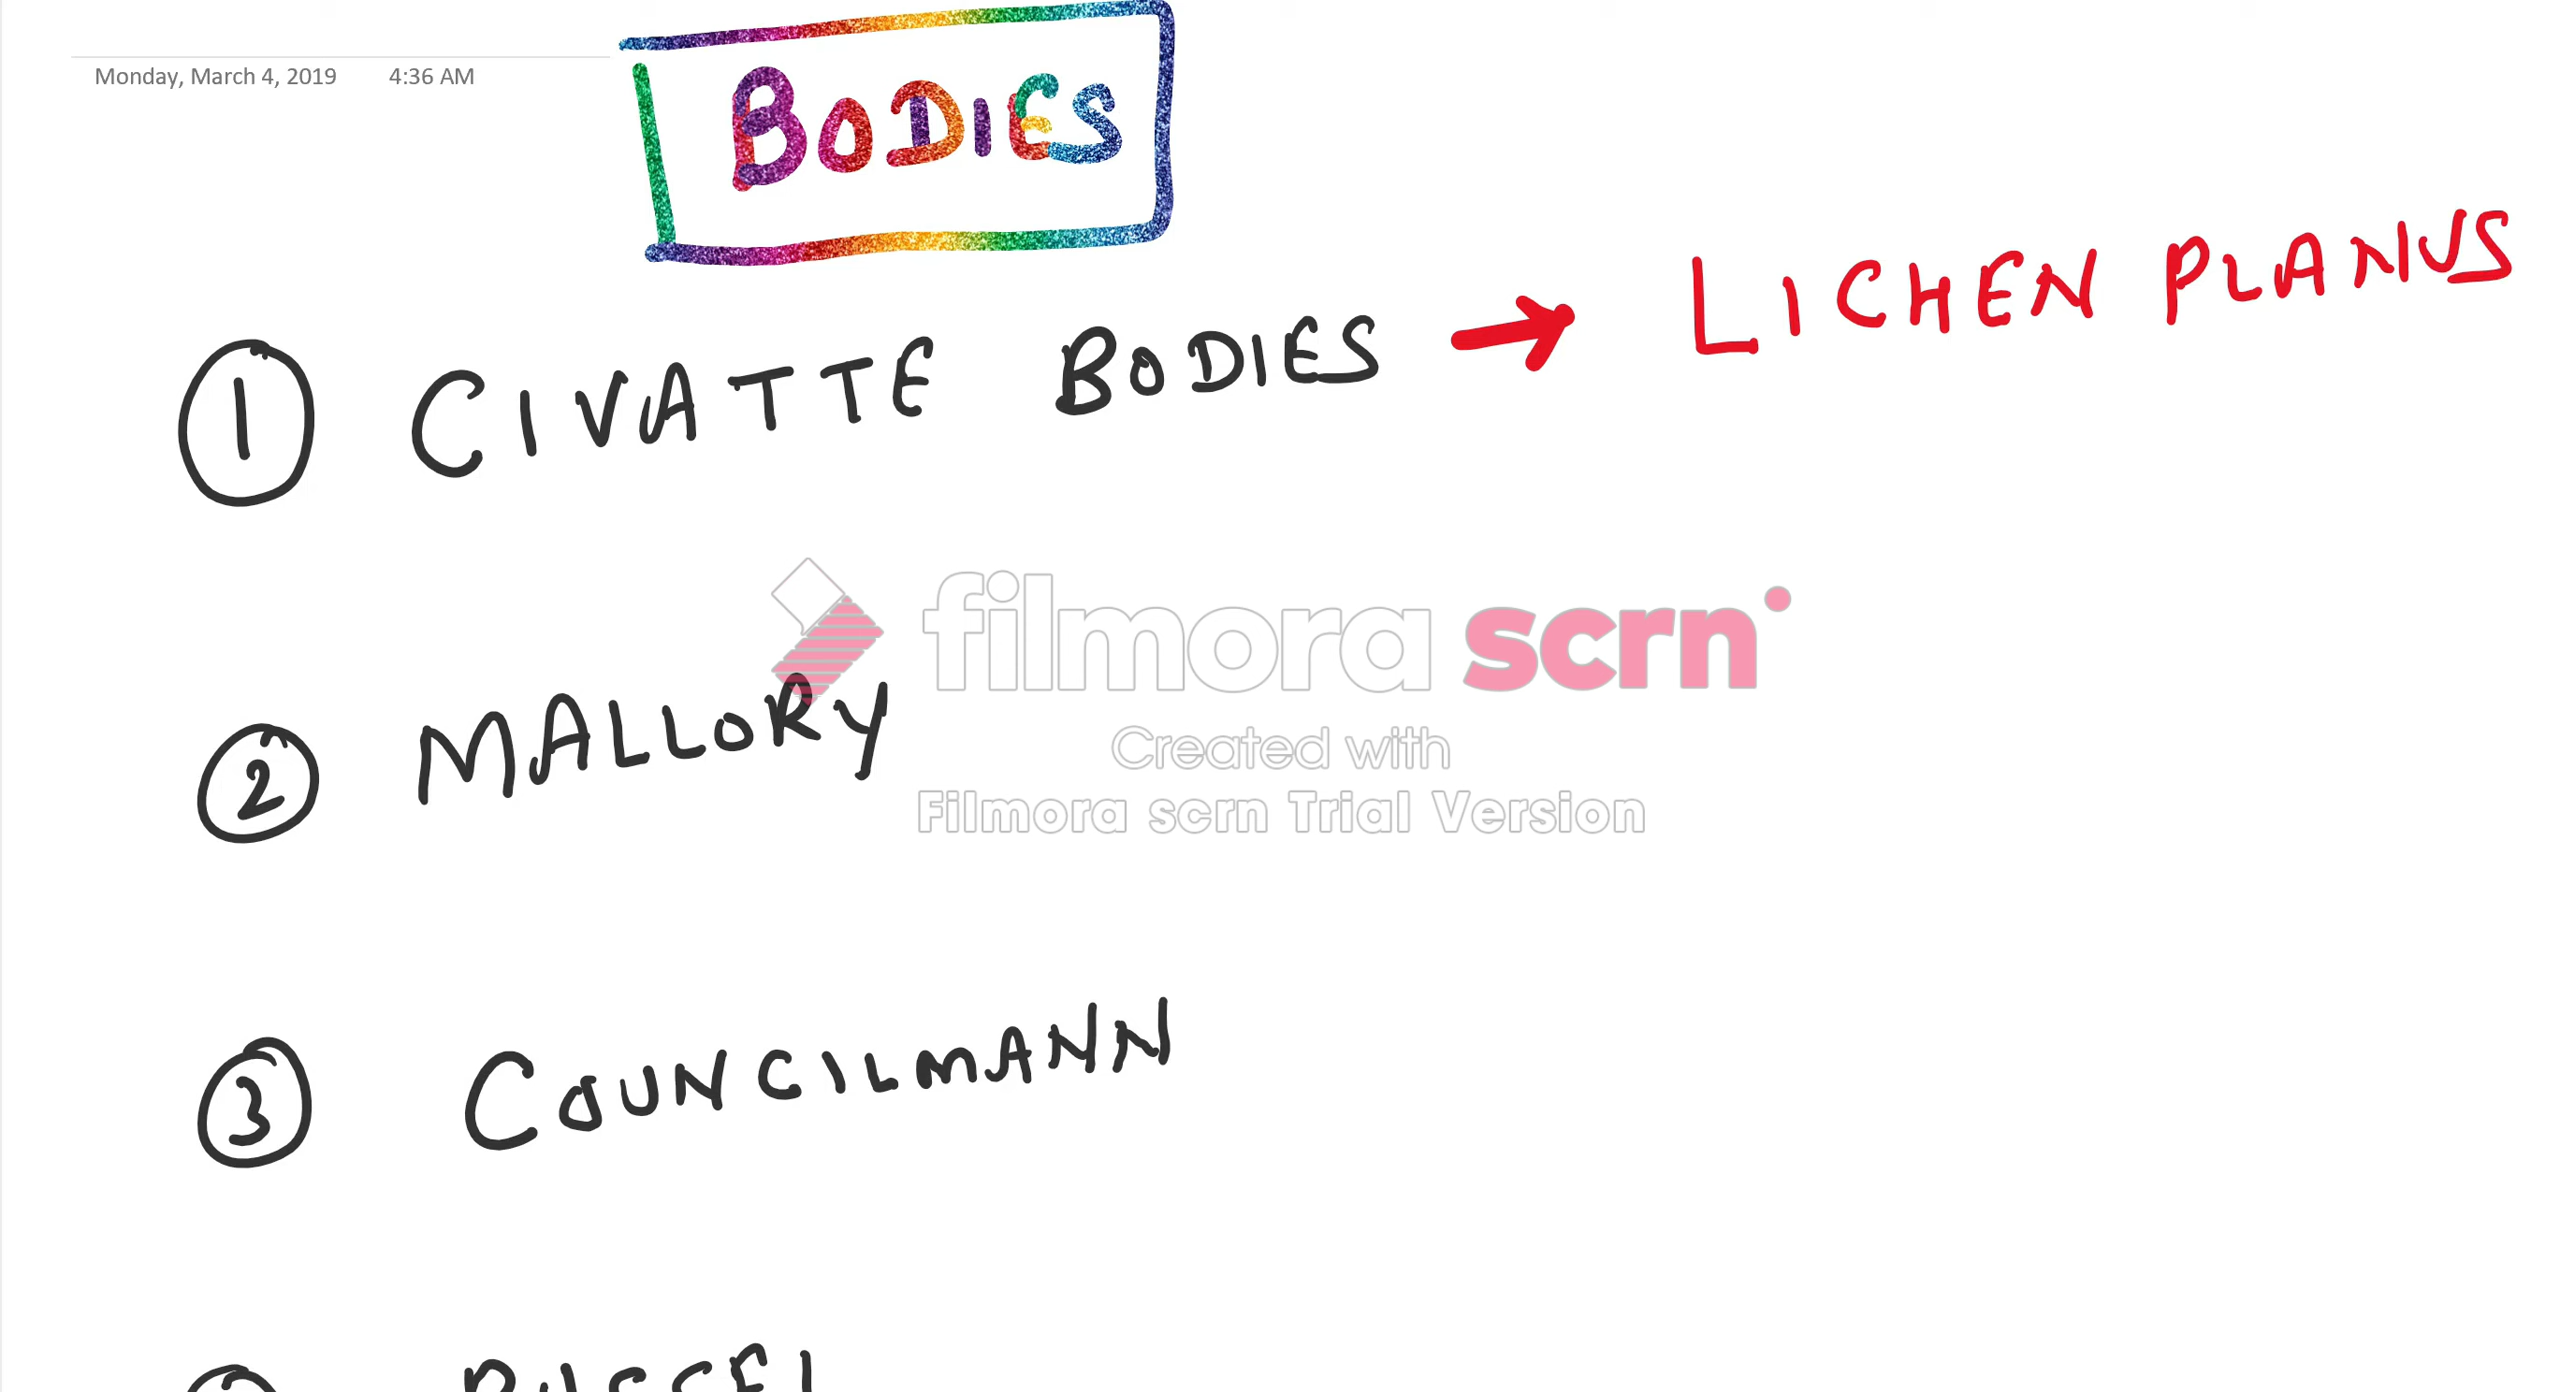 Monday, March 4, 2019 4:36 AM
BODIES
1 CIVATTE BODIES → LICHEN PLANUS
filmora scrn
2 MALLORY
Created with
Filmora scrn Trial Version
3 COUNCILMANN